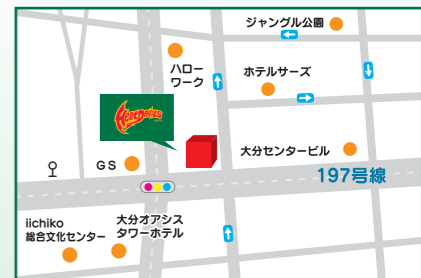 ジャングル公園
ハロー
ワーク
ホテルサーズ
GS
大分センタービル
197号線
iichiko
総合文化センター
大分オアシス
タワーホテル